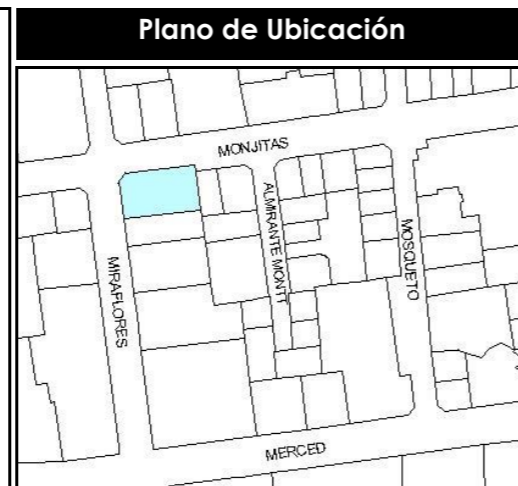 Plano de Ubicación
MONJITAS
ALMIRANTE MONTT
MOSQUETO
MIRAFLORES
MERCED